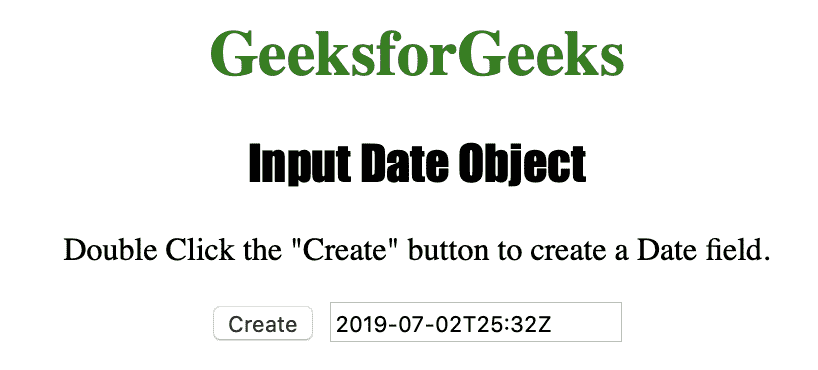 GeeksforGeeks
Input Date Object
Double Click the "Create" button to create a Date field.
Create 2019-07-02T25:32Z